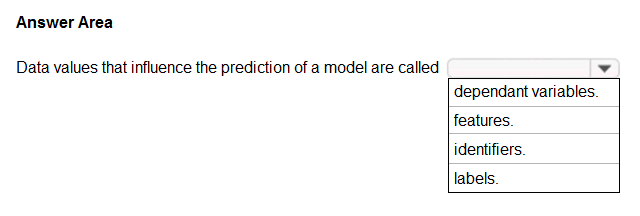 Answer Area
Data values that influence the prediction of a model are called
dependant variables.
features.
identifiers.
labels.